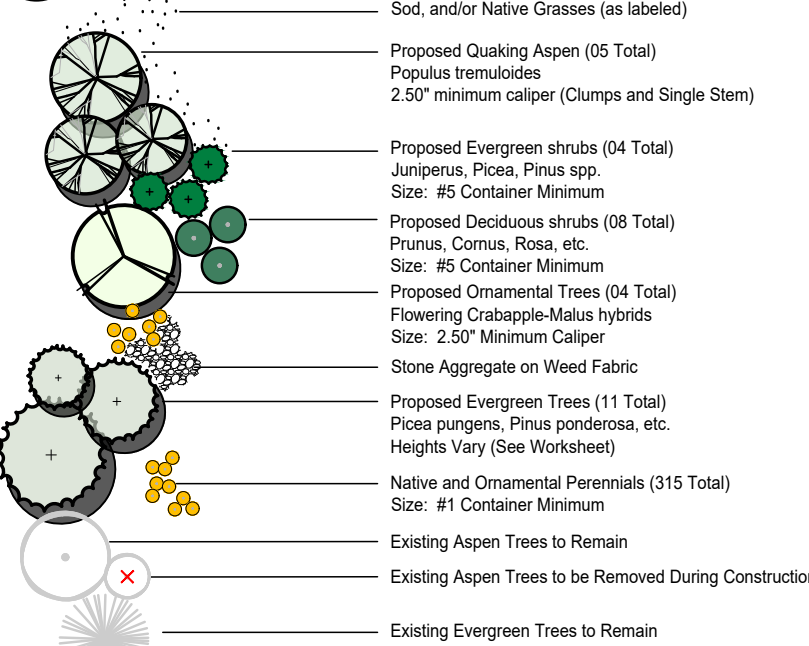 Sod, and/or Native Grasses (as labeled)
Proposed Quaking Aspen (05 Total)
Populus tremuloides
2.50" minimum caliper (Clumps and Single Stem)
Proposed Evergreen shrubs (04 Total)
Juniperus, Picea, Pinus spp.
Size: #5 Container Minimum
Proposed Deciduous shrubs (08 Total)
Prunus, Cornus, Rosa, etc.
Size: #5 Container Minimum
Proposed Ornamental Trees (04 Total)
Flowering Crabapple-Malus hybrids
Size: 2.50" Minimum Caliper
Stone Aggregate on Weed Fabric
Proposed Evergreen Trees (11 Total)
Picea pungens, Pinus ponderosa, etc.
Heights Vary (See Worksheet)
Native and Ornamental Perennials (315 Total)
Size: #1 Container Minimum
Existing Aspen Trees to Remain
Existing Aspen Trees to be Removed During Constructio
Existing Evergreen Trees to Remain